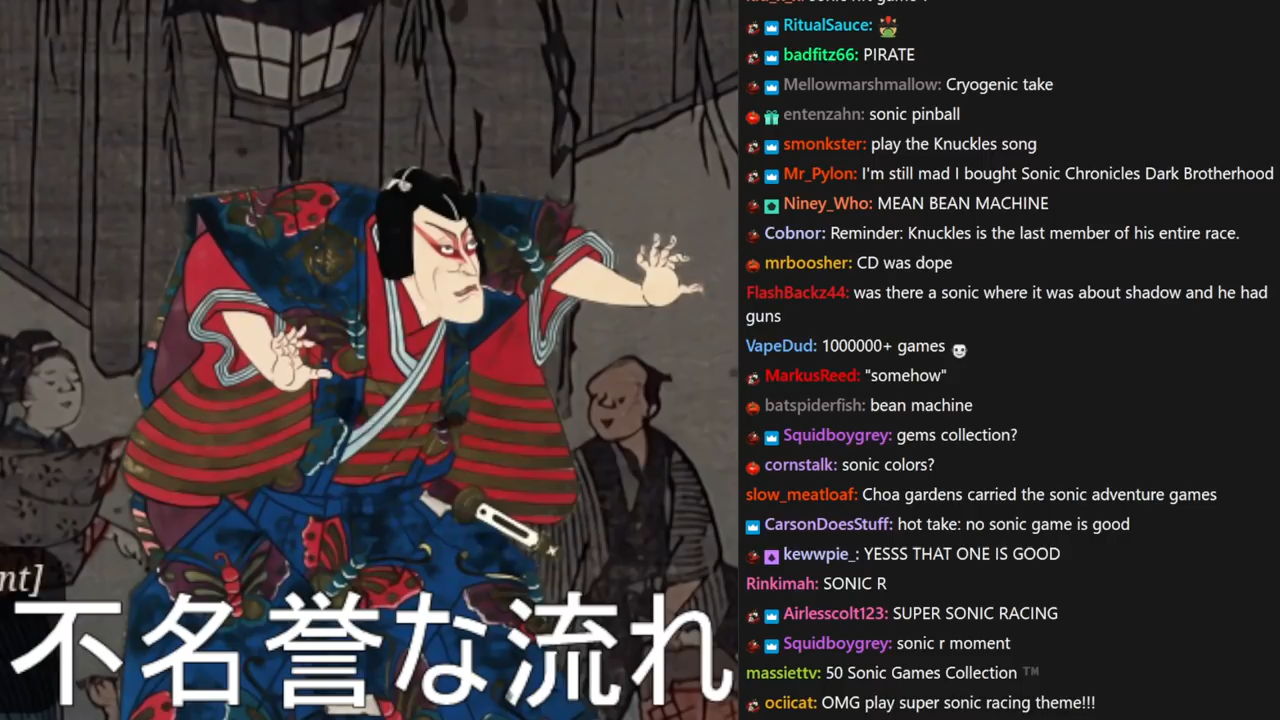 RitualSauce:
badfitz66: PIRATE
Mellowmarshmallow: Cryogenic take
entenzahn: sonic pinball
smonkster: play the Knuckles song
Mr_Pylon: I'm still mad I bought Sonic Chronicles Dark Brotherhood
Niney_Who: MEAN BEAN MACHINE
Cobnor: Reminder: Knuckles is the last member of his entire race.
mrboosher: CD was dope
FlashBackz44: was there a sonic where it was about shadow and he had
guns
VapeDud: 1000000+ games
MarkusReed: "somehow"
batspiderfish: bean machine
Squidboygrey: gems collection?
cornstalk: sonic colors?
slow_meatloaf: Choa gardens carried the sonic adventure games
CarsonDoesStuff: hot take: no sonic game is good
kewwpie_: YESSS THAT ONE IS GOOD
Rinkimah: SONIC R
Airlesscolt123: SUPER SONIC RACING
Squidboygrey: sonic r moment
massiettv: 50 Sonic Games Collection ™
ociicat: OMG play super sonic racing theme!!!
nt]
不名誉な流れ